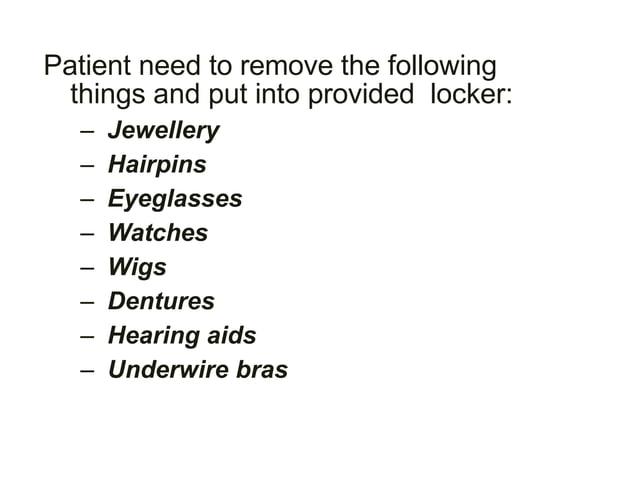 Patient need to remove the following
things and put into provided  locker:
– Jewellery
– Hairpins
– Eyeglasses
– Watches
– Wigs
– Dentures
– Hearing aids
– Underwire bras